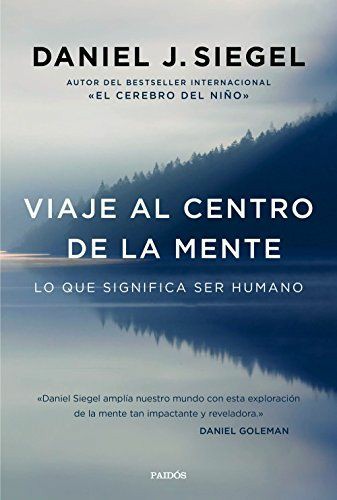 DANIEL J. SIEGEL
AUTOR DEL BESTSELLER INTERNACIONAL
«EL CEREBRO DEL NIÑO»
VIAJE AL CENTRO
DE LA MENTE
LO QUE SIGNIFICA SER HUMANO
«Daniel Siegel amplía nuestro mundo con esta exploración
de la mente tan impactante y reveladora.»
DANIEL GOLEMAN
PAIDÓS